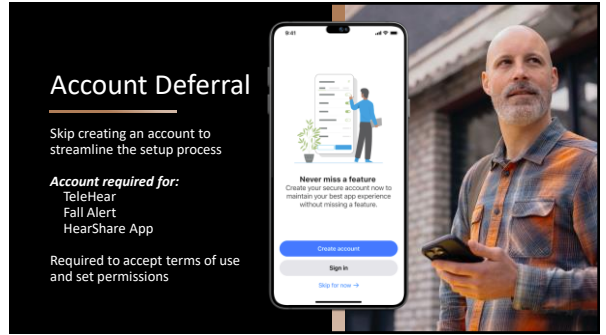 Account Deferral
Skip creating an account to
streamline the setup process
Account required for:
TeleHear
Fall Alert
HearShare App
Required to accept terms of use
and set permissions
9:41
Never miss a feature
Create your secure account now to
maintain your best app experience
without missing a feature.
Create account
Sign in
Skip for now →